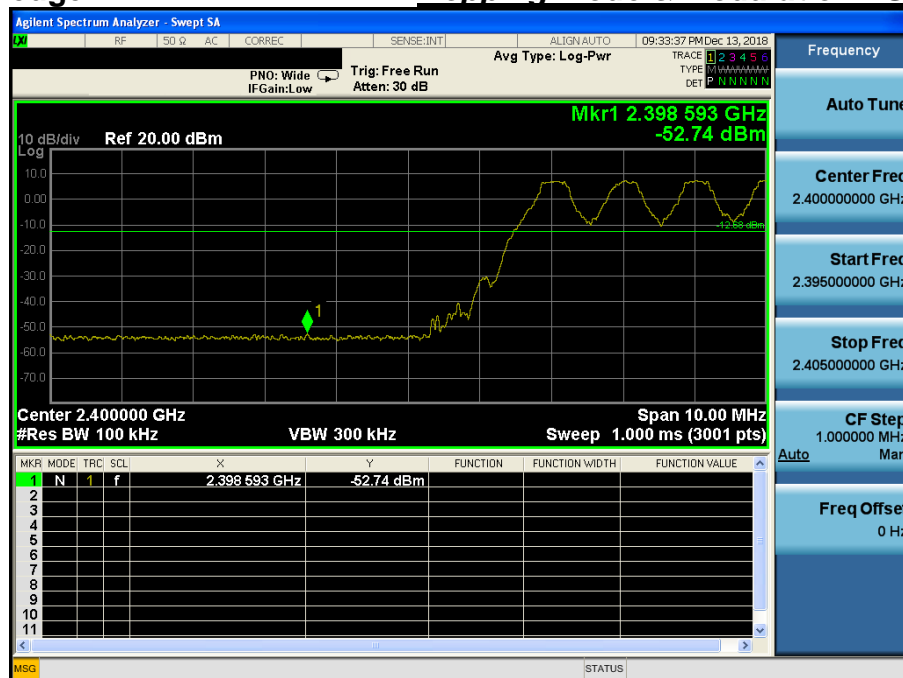 Agilent Spectrum Analyzer - Swept SA
LXI RF 50 Ω AC CORREC SENSE:INT ALIGN AUTO 09:33:37 PM Dec 13, 2018
PNO: Wide Trig: Free Run Avg Type: Log-Pwr TRACE 1 2 3 4 5 6
IFGain:Low Atten: 30 dB TYPE MWWWWW
DET P N N N N N
Frequency
Auto Tune
Mkr1 2.398 593 GHz
-52.74 dBm
10 dB/div Ref 20.00 dBm
Log
10.0
0.00
-10.0
-12.68 dBm
-20.0
-30.0
-40.0
-50.0
-60.0
-70.0
1
Center 2.400000 GHz Span 10.00 MHz
#Res BW 100 kHz VBW 300 kHz Sweep 1.000 ms (3001 pts)
Center Freq
2.400000000 GHz
Start Freq
2.395000000 GHz
Stop Freq
2.405000000 GHz
CF Step
1.000000 MHz
Auto Man
Freq Offset
0 Hz
MKR MODE TRC SCL X Y FUNCTION FUNCTION WIDTH FUNCTION VALUE
1 N 1 f 2.398 593 GHz -52.74 dBm
2
3
4
5
6
7
8
9
10
11
MSG STATUS